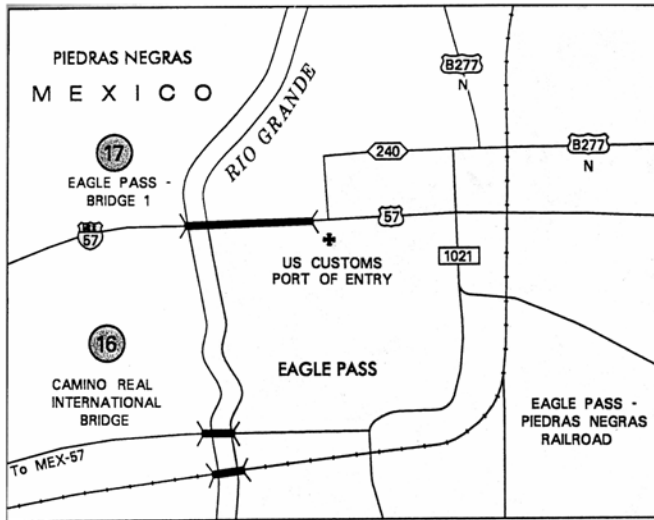 PIEDRAS NEGRAS
MEXICO
17
EAGLE PASS -
BRIDGE 1
57
RIO GRANDE
B277
N
240
B277
N
57
US CUSTOMS
PORT OF ENTRY
1021
16
CAMINO REAL
INTERNATIONAL
BRIDGE
EAGLE PASS
EAGLE PASS -
PIEDRAS NEGRAS
RAILROAD
To MEX-57